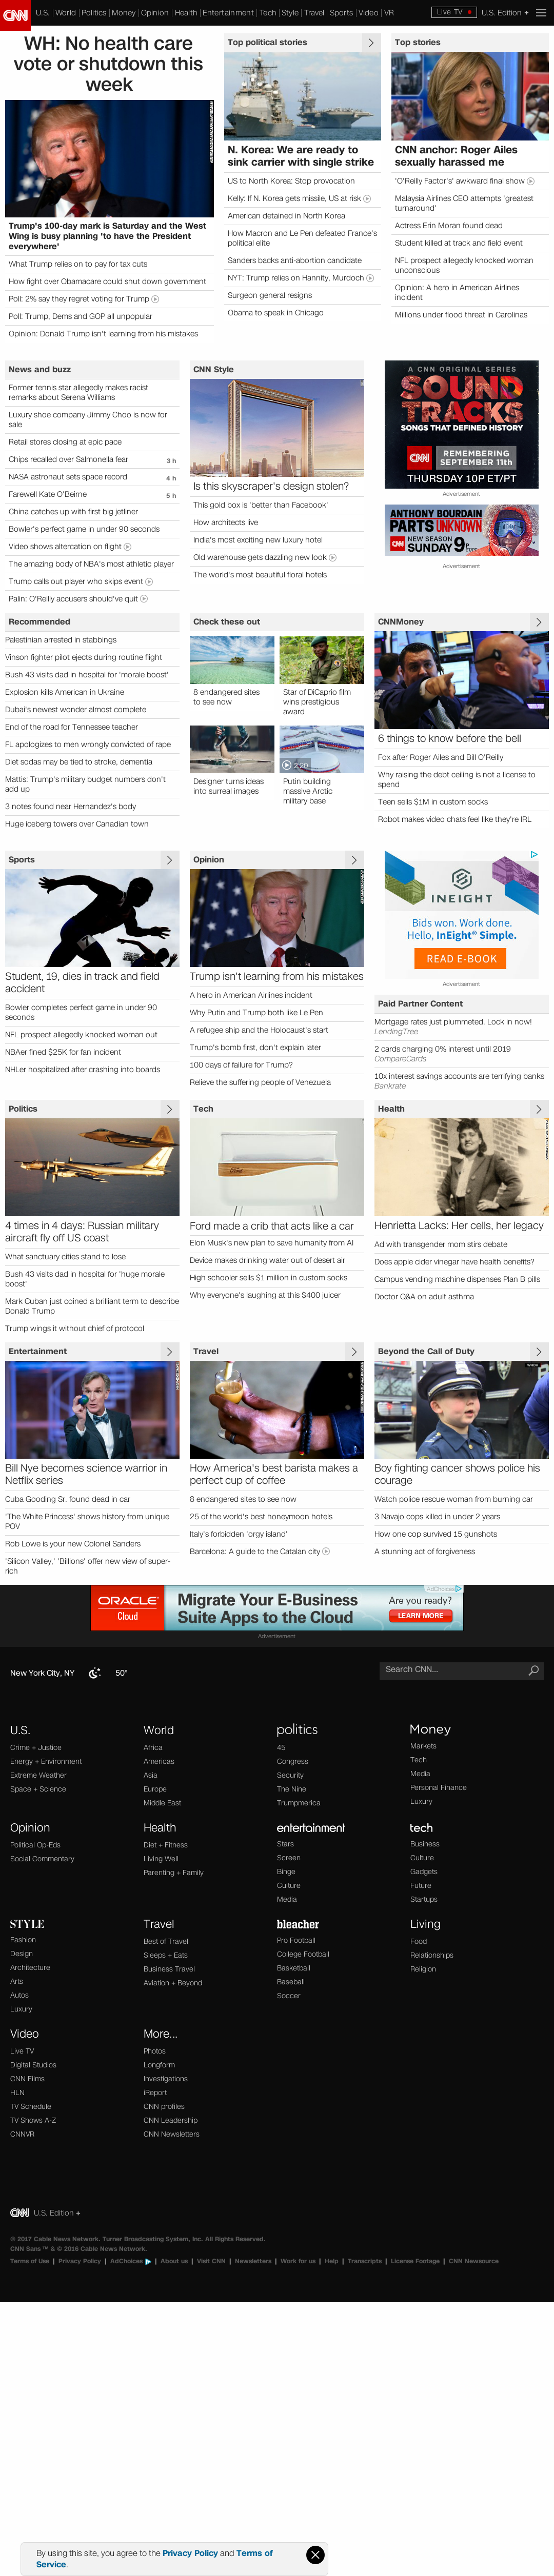 CNN
U.S. | World | Politics | Money | Opinion | Health | Entertainment | Tech | Style | Travel | Sports | Video | VR
Live TV
U.S. Edition +
WH: No health care
vote or shutdown this
week
Trump's 100-day mark is Saturday and the West
Wing is busy planning 'to have the President
everywhere'
What Trump relies on to pay for tax cuts
How fight over Obamacare could shut down government
Poll: 2% say they regret voting for Trump
Poll: Trump, Dems and GOP all unpopular
Opinion: Donald Trump isn't learning from his mistakes
Top political stories
N. Korea: We are ready to
sink carrier with single strike
US to North Korea: Stop provocation
Kelly: If N. Korea gets missile, US at risk
American detained in North Korea
How Macron and Le Pen defeated France's
political elite
Sanders backs anti-abortion candidate
NYT: Trump relies on Hannity, Murdoch
Surgeon general resigns
Obama to speak in Chicago
Top stories
CNN anchor: Roger Ailes
sexually harassed me
'O'Reilly Factor's' awkward final show
Malaysia Airlines CEO attempts 'greatest
turnaround'
Actress Erin Moran found dead
Student killed at track and field event
NFL prospect allegedly knocked woman
unconscious
Opinion: A hero in American Airlines
incident
Millions under flood threat in Carolinas
News and buzz
Former tennis star allegedly makes racist
remarks about Serena Williams
Luxury shoe company Jimmy Choo is now for
sale
Retail stores closing at epic pace
Chips recalled over Salmonella fear 3 h
NASA astronaut sets space record 4 h
Farewell Kate O'Beirne 5 h
China catches up with first big jetliner
Bowler's perfect game in under 90 seconds
Video shows altercation on flight
The amazing body of NBA's most athletic player
Trump calls out player who skips event
Palin: O'Reilly accusers should've quit
CNN Style
Is this skyscraper's design stolen?
This gold box is 'better than Facebook'
How architects live
India's most exciting new luxury hotel
Old warehouse gets dazzling new look
The world's most beautiful floral hotels
A CNN ORIGINAL SERIES
SOUND
TRACKS
SONGS THAT DEFINED HISTORY
CNN
REMEMBERING
SEPTEMBER 11th
THURSDAY 10P ET/PT
Advertisement
ANTHONY BOURDAIN
PARTS UNKNOWN
CNN
NEW SEASON
SUNDAY 9P
Advertisement
Recommended
Palestinian arrested in stabbings
Vinson fighter pilot ejects during routine flight
Bush 43 visits dad in hospital for 'morale boost'
Explosion kills American in Ukraine
Dubai's newest wonder almost complete
End of the road for Tennessee teacher
FL apologizes to men wrongly convicted of rape
Diet sodas may be tied to stroke, dementia
Mattis: Trump's military budget numbers don't
add up
3 notes found near Hernandez's body
Huge iceberg towers over Canadian town
Check these out
8 endangered sites
to see now
Star of DiCaprio film
wins prestigious
award
Designer turns ideas
into surreal images
2:20
Putin building
massive Arctic
military base
CNNMoney
6 things to know before the bell
Fox after Roger Ailes and Bill O'Reilly
Why raising the debt ceiling is not a license to
spend
Teen sells $1M in custom socks
Robot makes video chats feel like they're IRL
Sports
Student, 19, dies in track and field
accident
Bowler completes perfect game in under 90
seconds
NFL prospect allegedly knocked woman out
NBAer fined $25K for fan incident
NHLer hospitalized after crashing into boards
Opinion
Trump isn't learning from his mistakes
A hero in American Airlines incident
Why Putin and Trump both like Le Pen
A refugee ship and the Holocaust's start
Trump's bomb first, don't explain later
100 days of failure for Trump?
Relieve the suffering people of Venezuela
INEIGHT
Bids won. Work done.
Hello, InEight® Simple.
READ E-BOOK
Advertisement
Paid Partner Content
Mortgage rates just plummeted. Lock in now!
LendingTree
2 cards charging 0% interest until 2019
CompareCards
10x interest savings accounts are terrifying banks
Bankrate
Politics
4 times in 4 days: Russian military
aircraft fly off US coast
What sanctuary cities stand to lose
Bush 43 visits dad in hospital for 'huge morale
boost'
Mark Cuban just coined a brilliant term to describe
Donald Trump
Trump wings it without chief of protocol
Tech
Ford made a crib that acts like a car
Elon Musk's new plan to save humanity from AI
Device makes drinking water out of desert air
High schooler sells $1 million in custom socks
Why everyone's laughing at this $400 juicer
Health
Henrietta Lacks: Her cells, her legacy
Ad with transgender mom stirs debate
Does apple cider vinegar have health benefits?
Campus vending machine dispenses Plan B pills
Doctor Q&A on adult asthma
Entertainment
Bill Nye becomes science warrior in
Netflix series
Cuba Gooding Sr. found dead in car
'The White Princess' shows history from unique
POV
Rob Lowe is your new Colonel Sanders
'Silicon Valley,' 'Billions' offer new view of super-
rich
Travel
How America's best barista makes a
perfect cup of coffee
8 endangered sites to see now
25 of the world's best honeymoon hotels
Italy's forbidden 'orgy island'
Barcelona: A guide to the Catalan city
Beyond the Call of Duty
Boy fighting cancer shows police his
courage
Watch police rescue woman from burning car
3 Navajo cops killed in under 2 years
How one cop survived 15 gunshots
A stunning act of forgiveness
ORACLE
Cloud
Migrate Your E-Business
Suite Apps to the Cloud
AdChoices
Are you ready?
LEARN MORE
Advertisement
New York City, NY 50°
Search CNN...
U.S.
Crime + Justice
Energy + Environment
Extreme Weather
Space + Science
World
Africa
Americas
Asia
Europe
Middle East
politics
45
Congress
Security
The Nine
Trumpmerica
Money
Markets
Tech
Media
Personal Finance
Luxury
Opinion
Political Op-Eds
Social Commentary
Health
Diet + Fitness
Living Well
Parenting + Family
entertainment
Stars
Screen
Binge
Culture
Media
tech
Business
Culture
Gadgets
Future
Startups
STYLE
Fashion
Design
Architecture
Arts
Autos
Luxury
Travel
Best of Travel
Sleeps + Eats
Business Travel
Aviation + Beyond
bleacher
Pro Football
College Football
Basketball
Baseball
Soccer
Living
Food
Relationships
Religion
Video
Live TV
Digital Studios
CNN Films
HLN
TV Schedule
TV Shows A-Z
CNNVR
More...
Photos
Longform
Investigations
iReport
CNN profiles
CNN Leadership
CNN Newsletters
CNN U.S. Edition +
© 2017 Cable News Network. Turner Broadcasting System, Inc. All Rights Reserved.
CNN Sans ™ & © 2016 Cable News Network.
Terms of Use | Privacy Policy | AdChoices | About us | Visit CNN | Newsletters | Work for us | Help | Transcripts | License Footage | CNN Newsource
By using this site, you agree to the Privacy Policy and Terms of
Service.